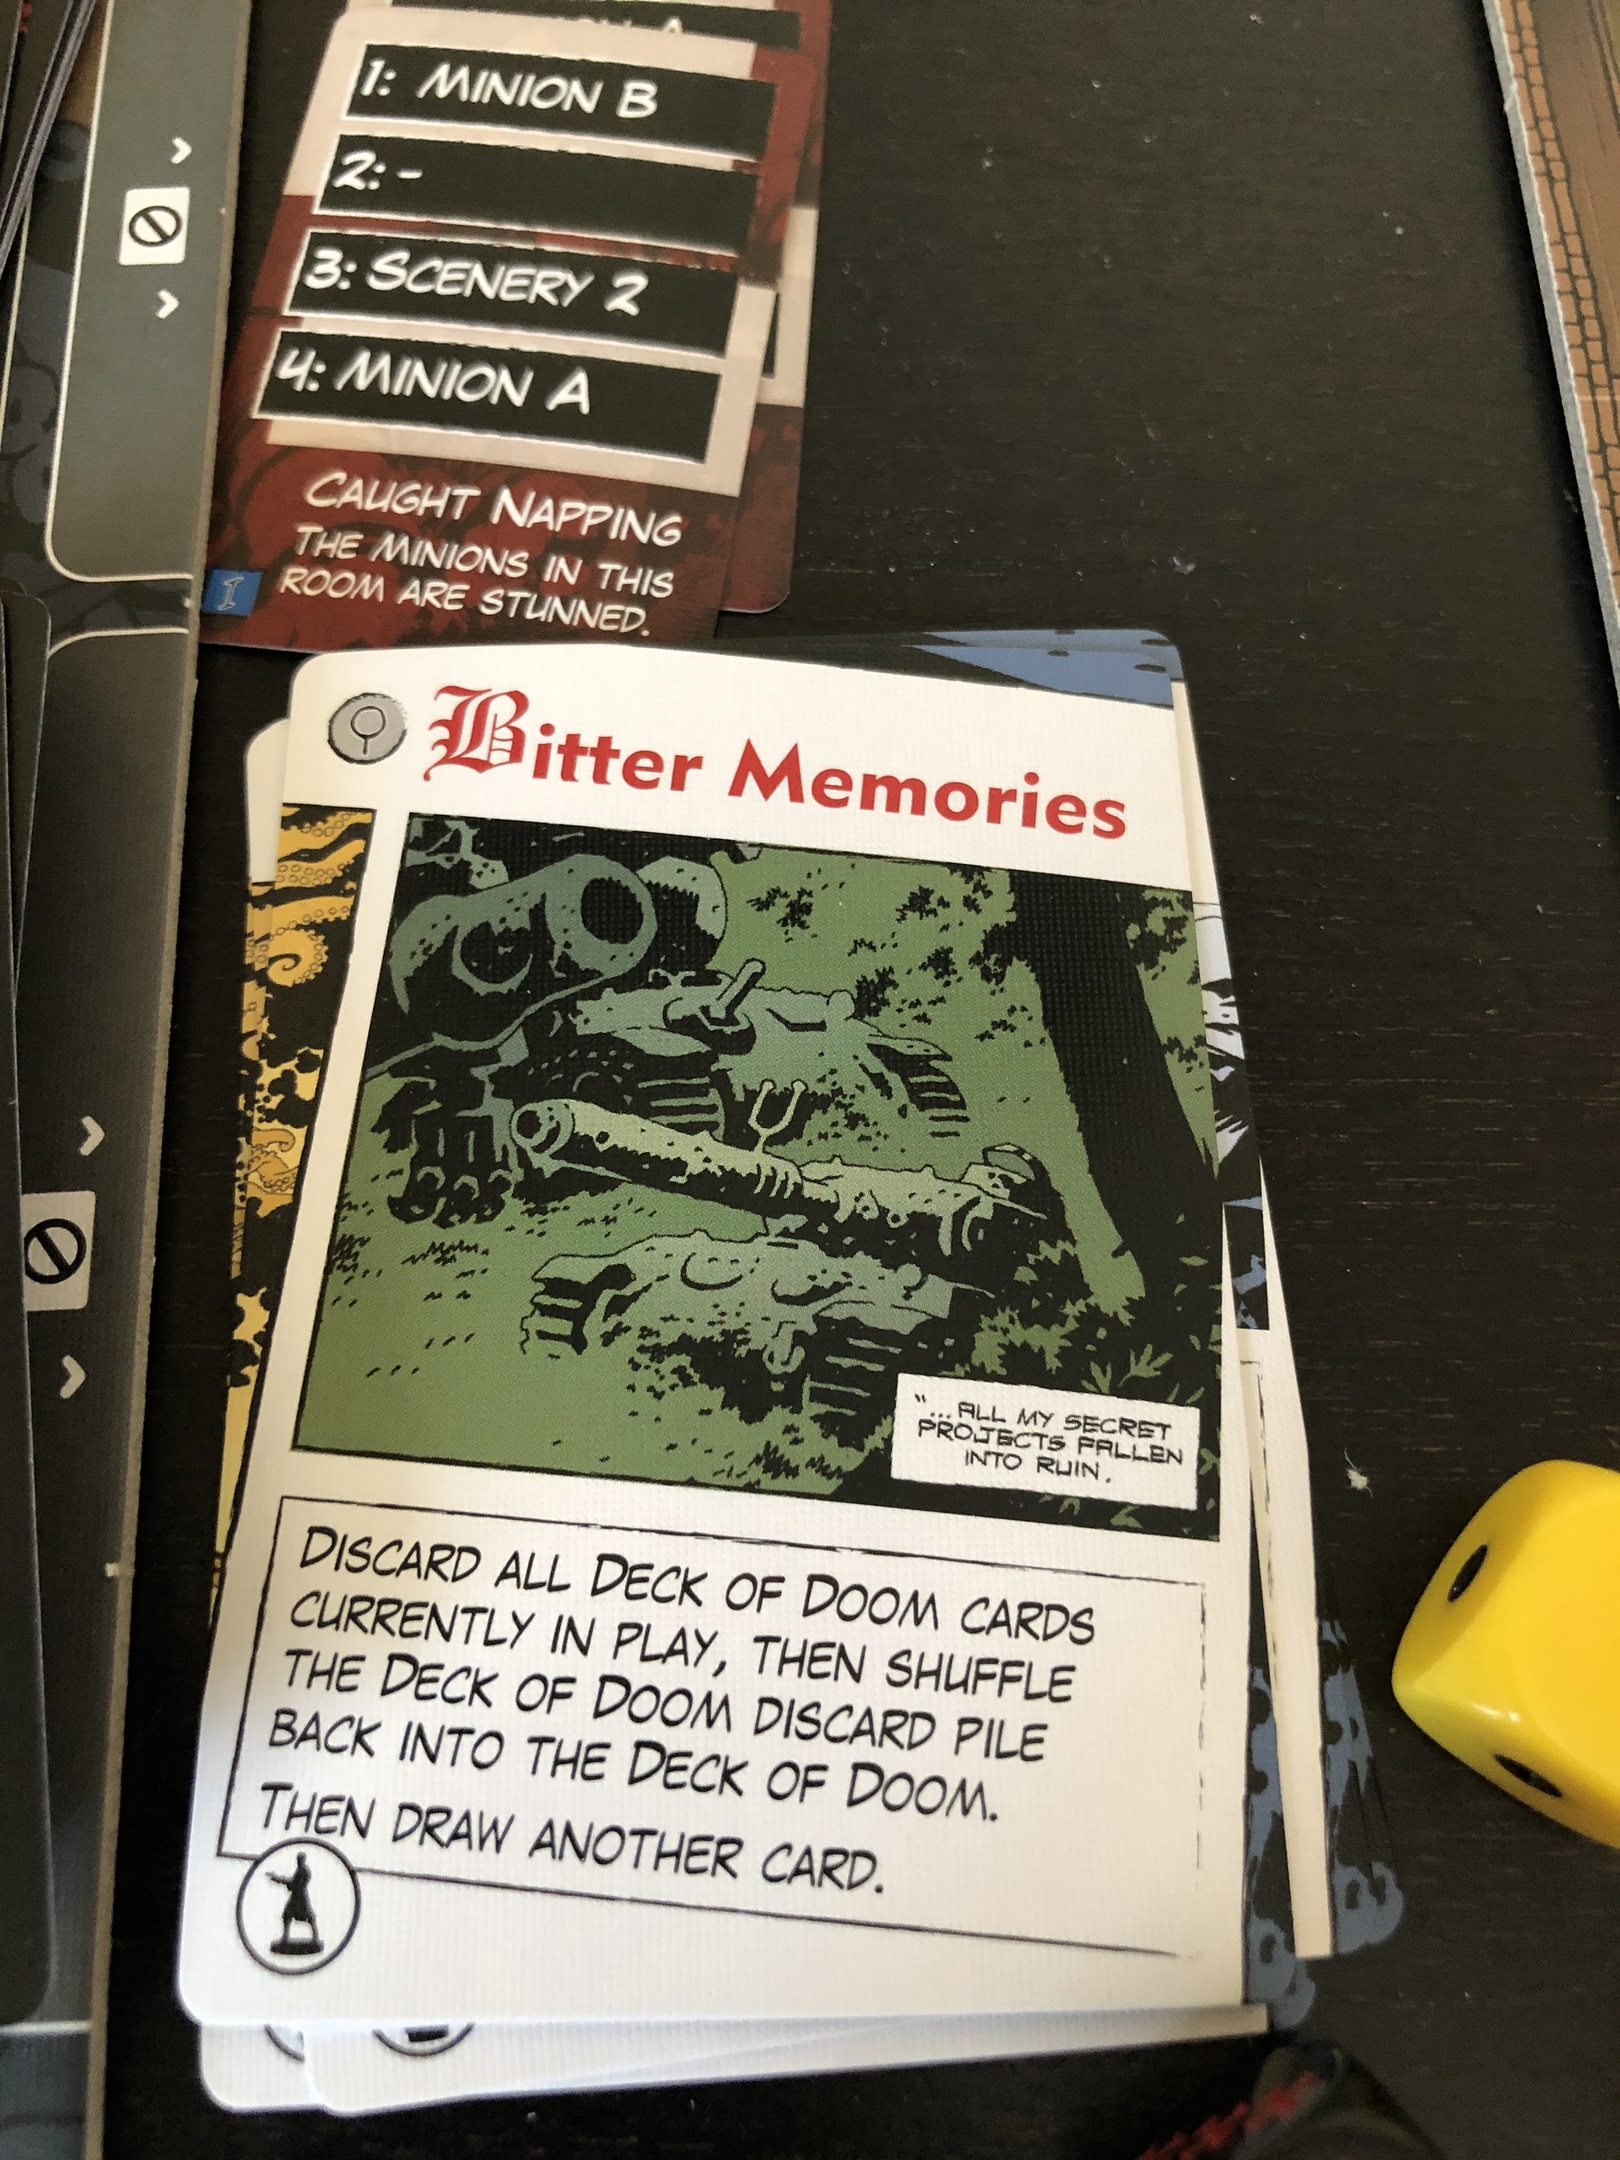 1: MINION B
2: -
3: SCENERY 2
4: MINION A
CAUGHT NAPPING
THE MINIONS IN THIS
ROOM ARE STUNNED.
1
Bitter Memories
"...ALL MY SECRET
PROJECTS FALLEN
INTO RUIN.
DISCARD ALL DECK OF DOOM CARDS
CURRENTLY IN PLAY, THEN SHUFFLE
THE DECK OF DOOM DISCARD PILE
BACK INTO THE DECK OF DOOM.
THEN DRAW ANOTHER CARD.